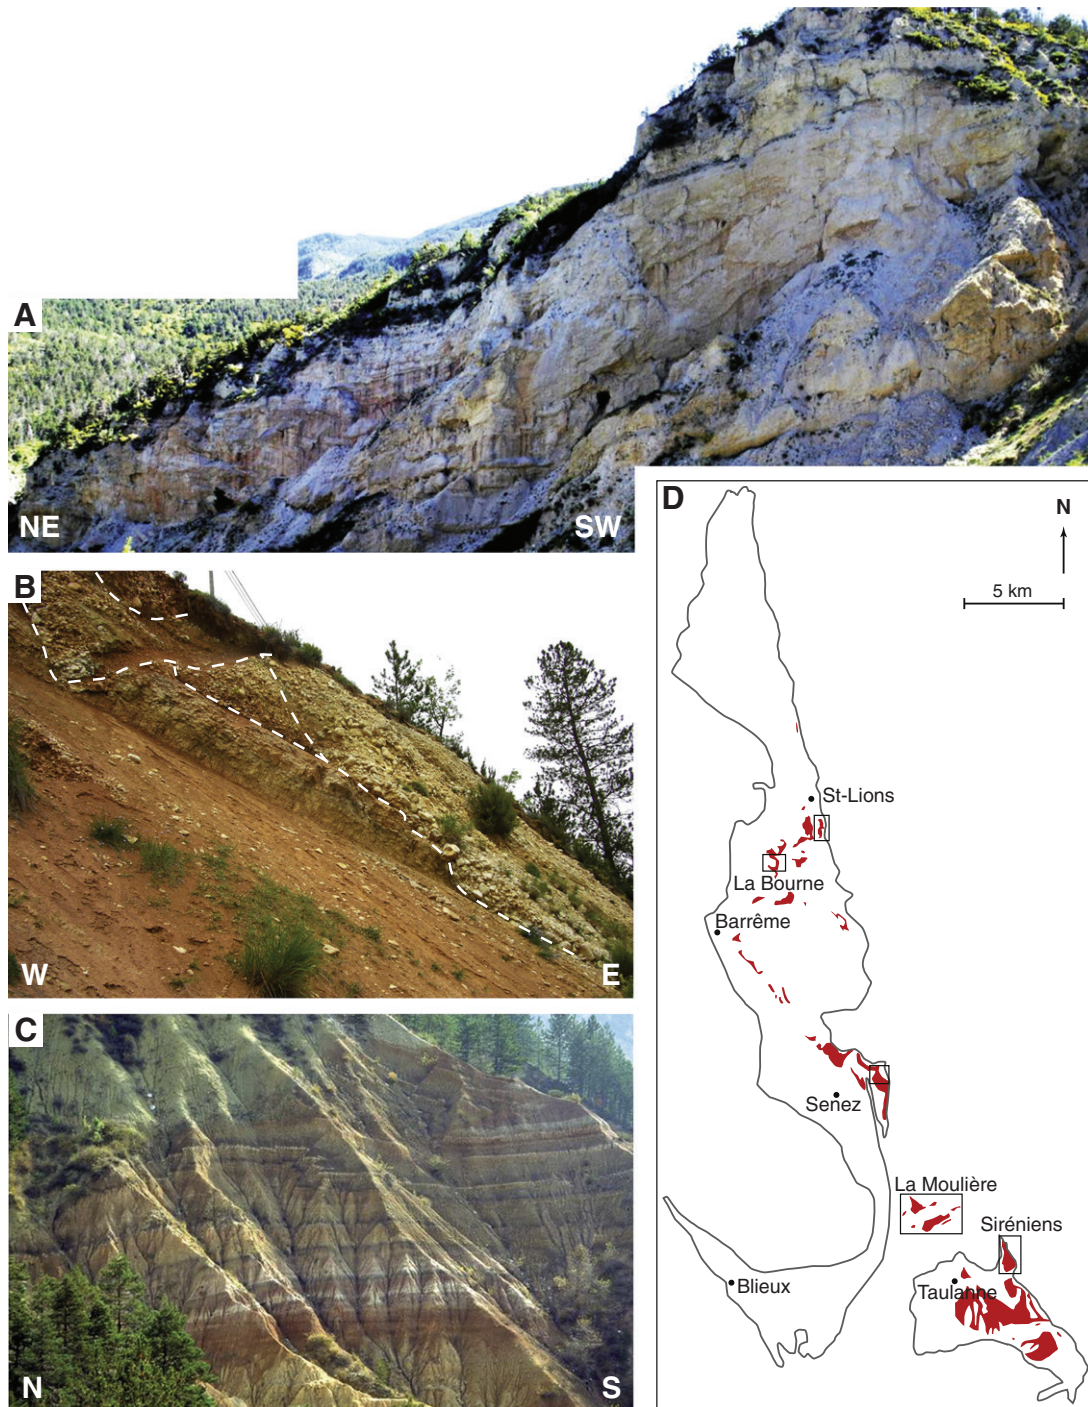 A
NE
SW
B
W
E
C
N
S
D
N
5 km
St-Lions
La Bourne
Barrême
Senez
La Moulière
Siréniens
Taulanne
Blieux